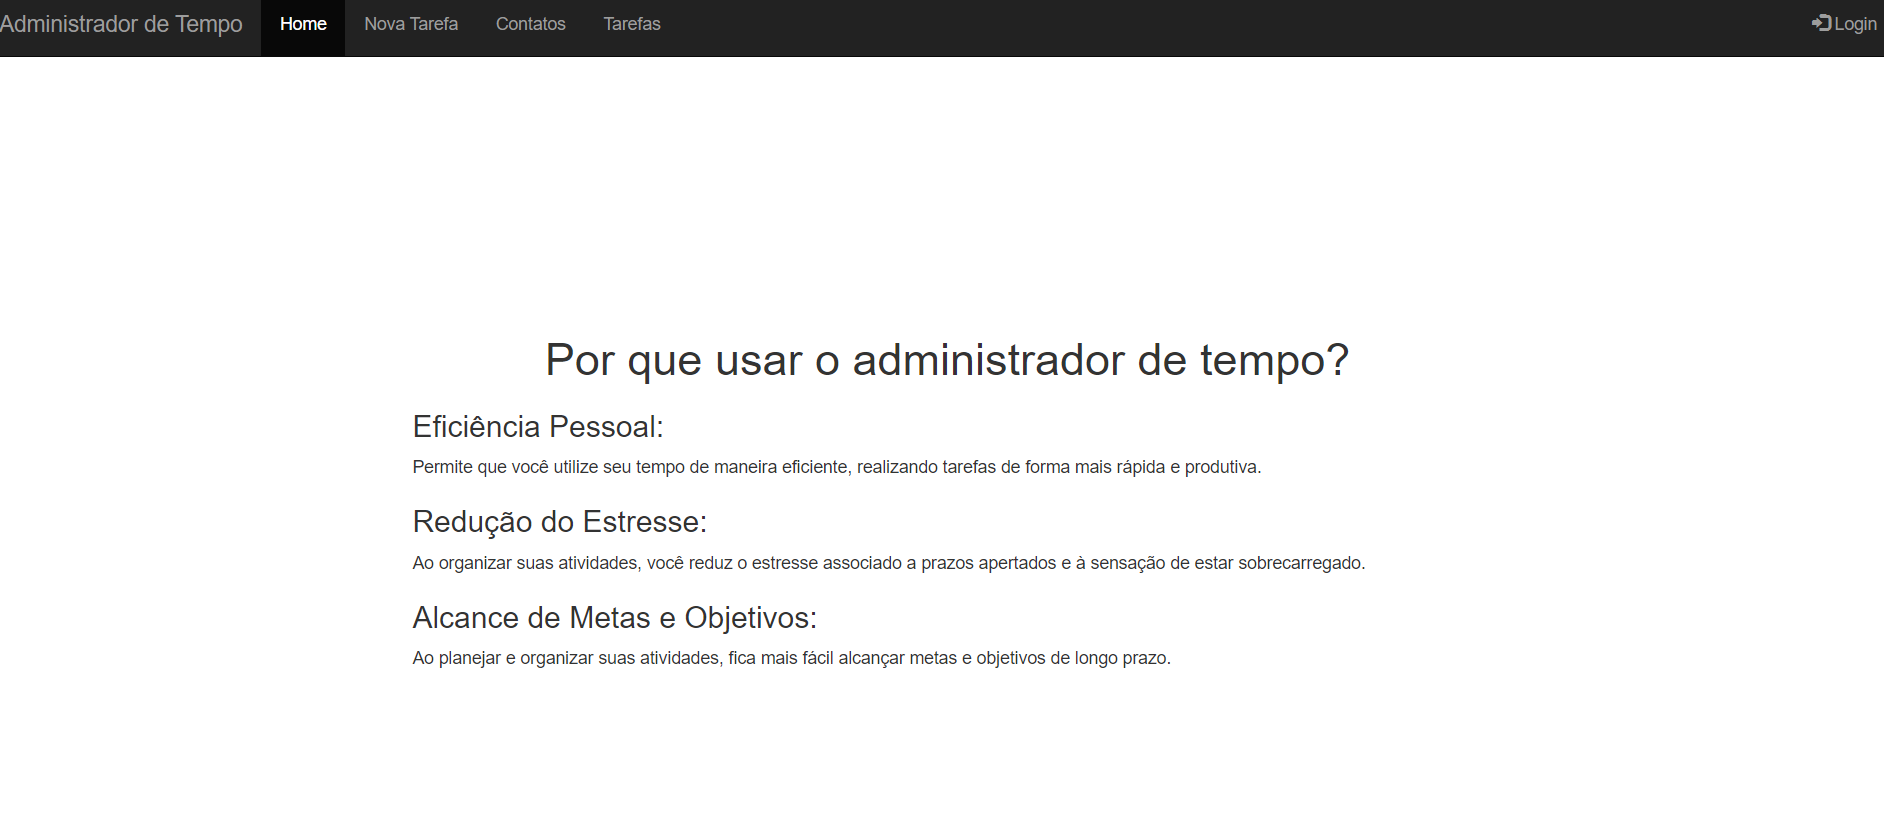 Administrador de Tempo Home Nova Tarefa Contatos Tarefas Login
Por que usar o administrador de tempo?
Eficiência Pessoal:
Permite que você utilize seu tempo de maneira eficiente, realizando tarefas de forma mais rápida e produtiva.
Redução do Estresse:
Ao organizar suas atividades, você reduz o estresse associado a prazos apertados e à sensação de estar sobrecarregado.
Alcance de Metas e Objetivos:
Ao planejar e organizar suas atividades, fica mais fácil alcançar metas e objetivos de longo prazo.